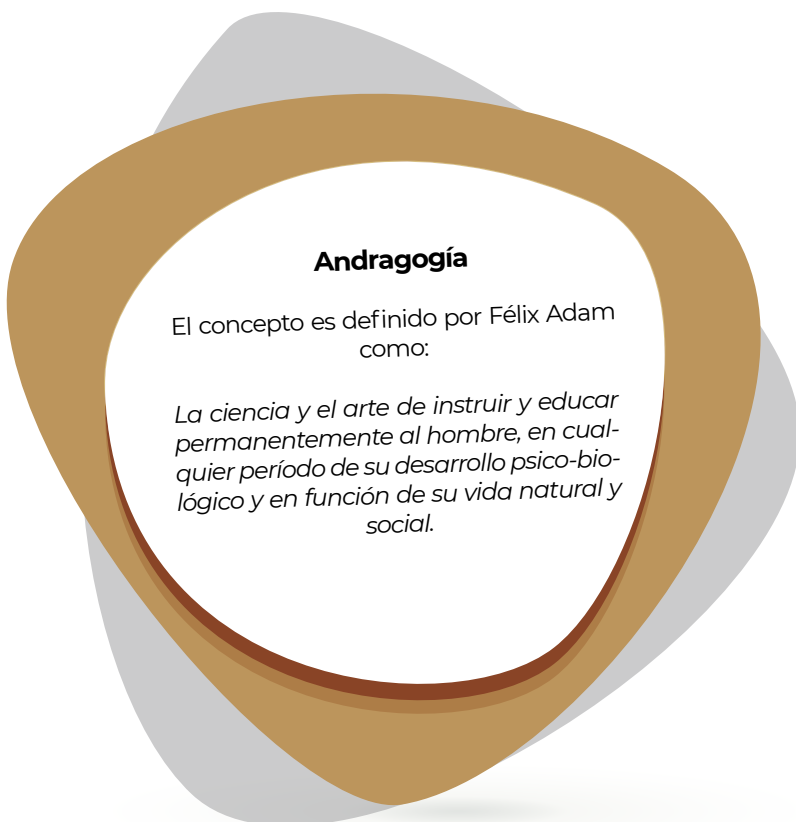 Andragogía
El concepto es definido por Félix Adam
como:
La ciencia y el arte de instruir y educar
permanentemente al hombre, en cual-
quier período de su desarrollo psico-bio-
lógico y en función de su vida natural y
social.